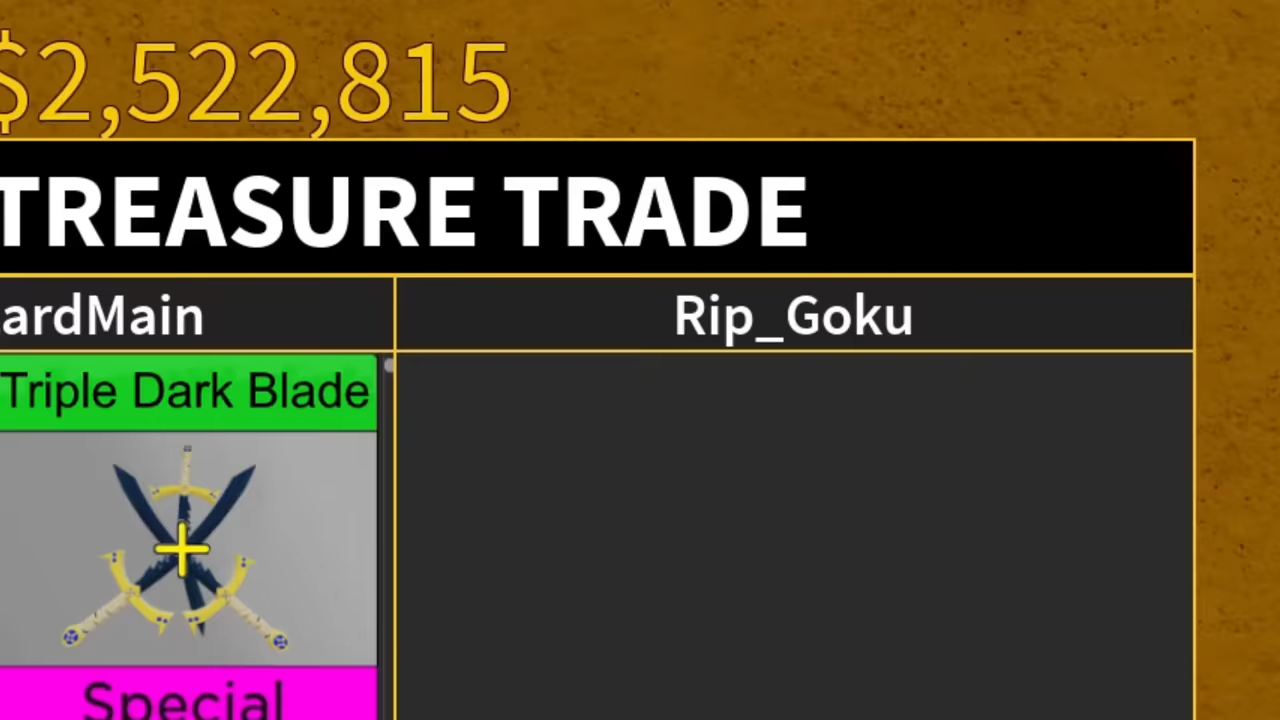 $2,522,815
TREASURE TRADE
ardMain
Rip_Goku
Triple Dark Blade
Special